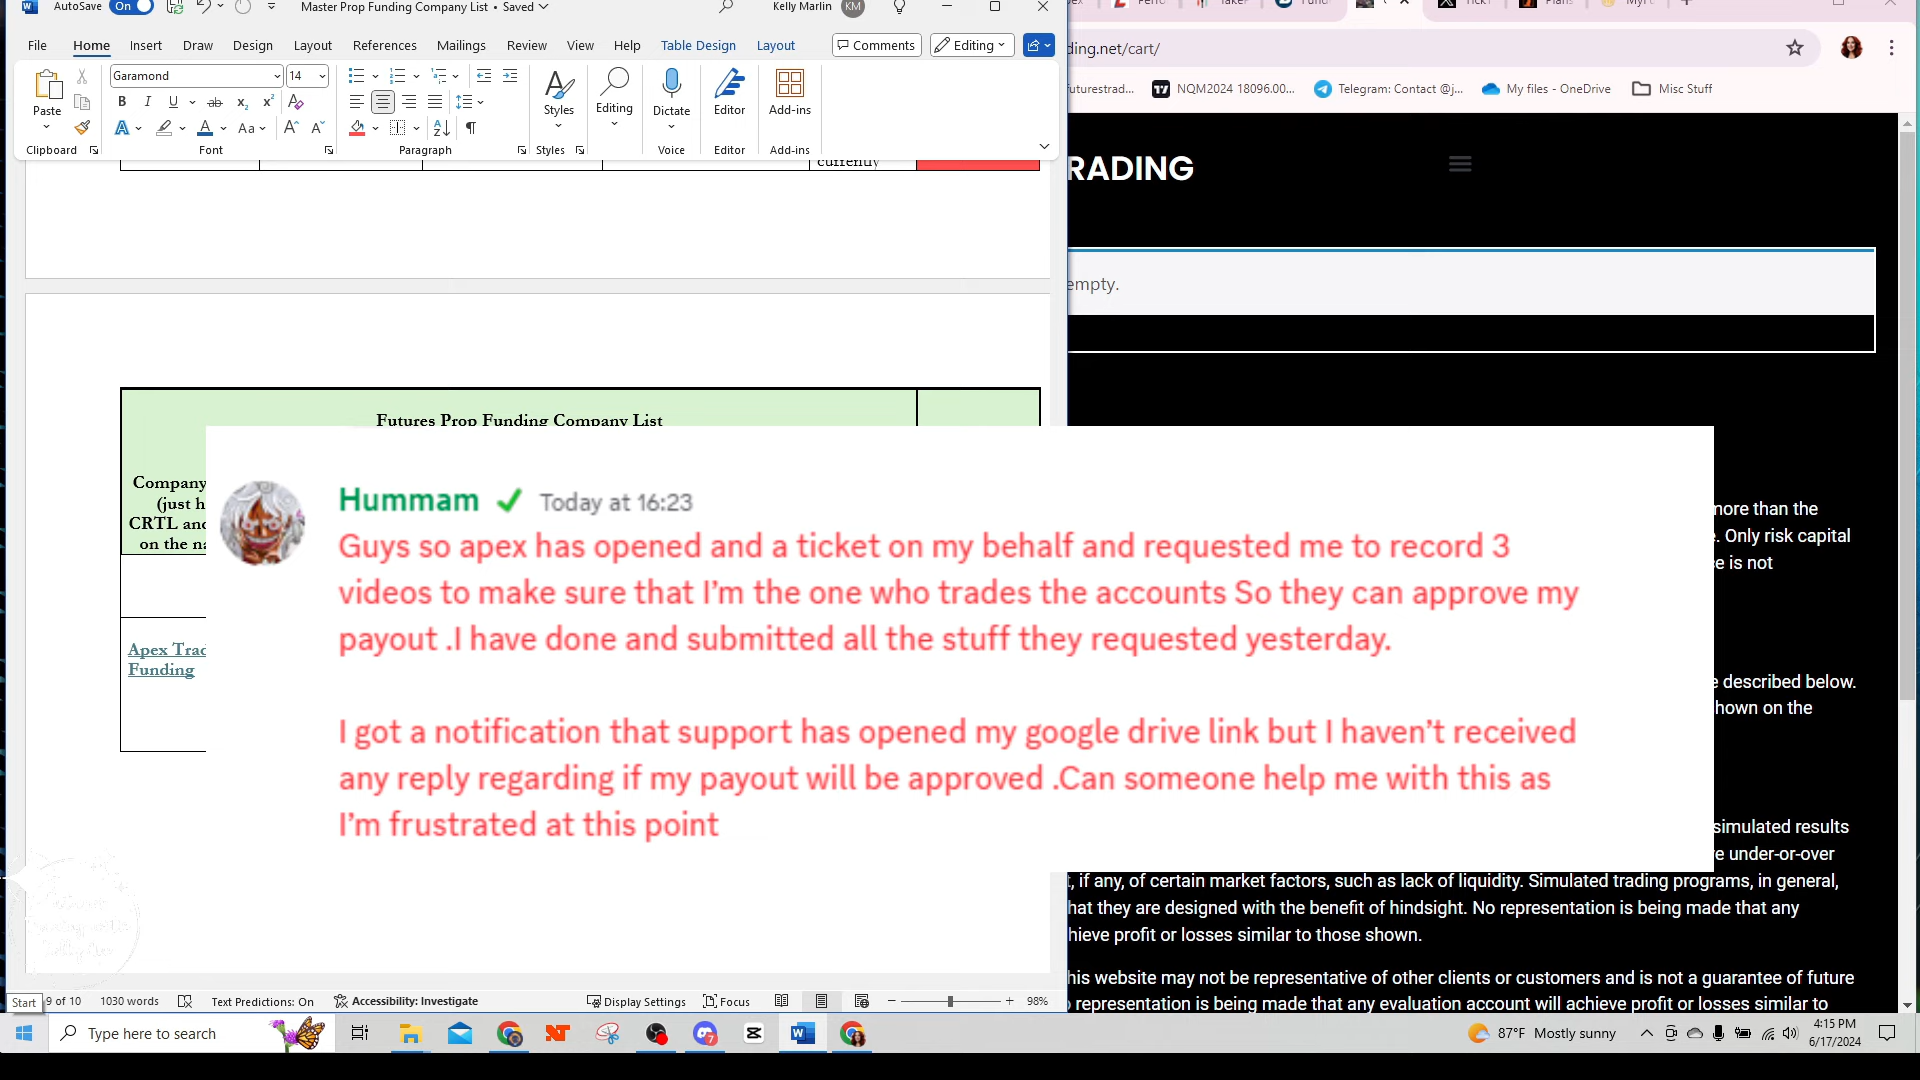 AutoSave On Master Prop Funding Company List • Saved Kelly Marlin KM
File Home Insert Draw Design Layout References Mailings Review View Help Table Design Layout Comments Editing
Garamond 14
Paste Styles Editing Dictate Editor Add-ins
Clipboard Font Paragraph Styles Voice Editor Add-ins
currently
Futures Prop Funding Company List
Company
(just h
CRTL and
on the na
Apex Trad
Funding
Hummam Today at 16:23
Guys so apex has opened and a ticket on my behalf and requested me to record 3
videos to make sure that I'm the one who trades the accounts So they can approve my
payout .I have done and submitted all the stuff they requested yesterday.
I got a notification that support has opened my google drive link but I haven't received
any reply regarding if my payout will be approved .Can someone help me with this as
I'm frustrated at this point
ding.net/cart/
futurestrad... NQM2024 18096.00... Telegram: Contact @j... My files - OneDrive Misc Stuff
RADING
empty.
more than the
. Only risk capital
e is not
e described below.
hown on the
simulated results
e under-or-over
, if any, of certain market factors, such as lack of liquidity. Simulated trading programs, in general,
hat they are designed with the benefit of hindsight. No representation is being made that any
hieve profit or losses similar to those shown.
his website may not be representative of other clients or customers and is not a guarantee of future
representation is being made that any evaluation account will achieve profit or losses similar to
Start 9 of 10 1030 words Text Predictions: On Accessibility: Investigate Display Settings Focus 98%
Type here to search 87°F Mostly sunny 4:15 PM
6/17/2024